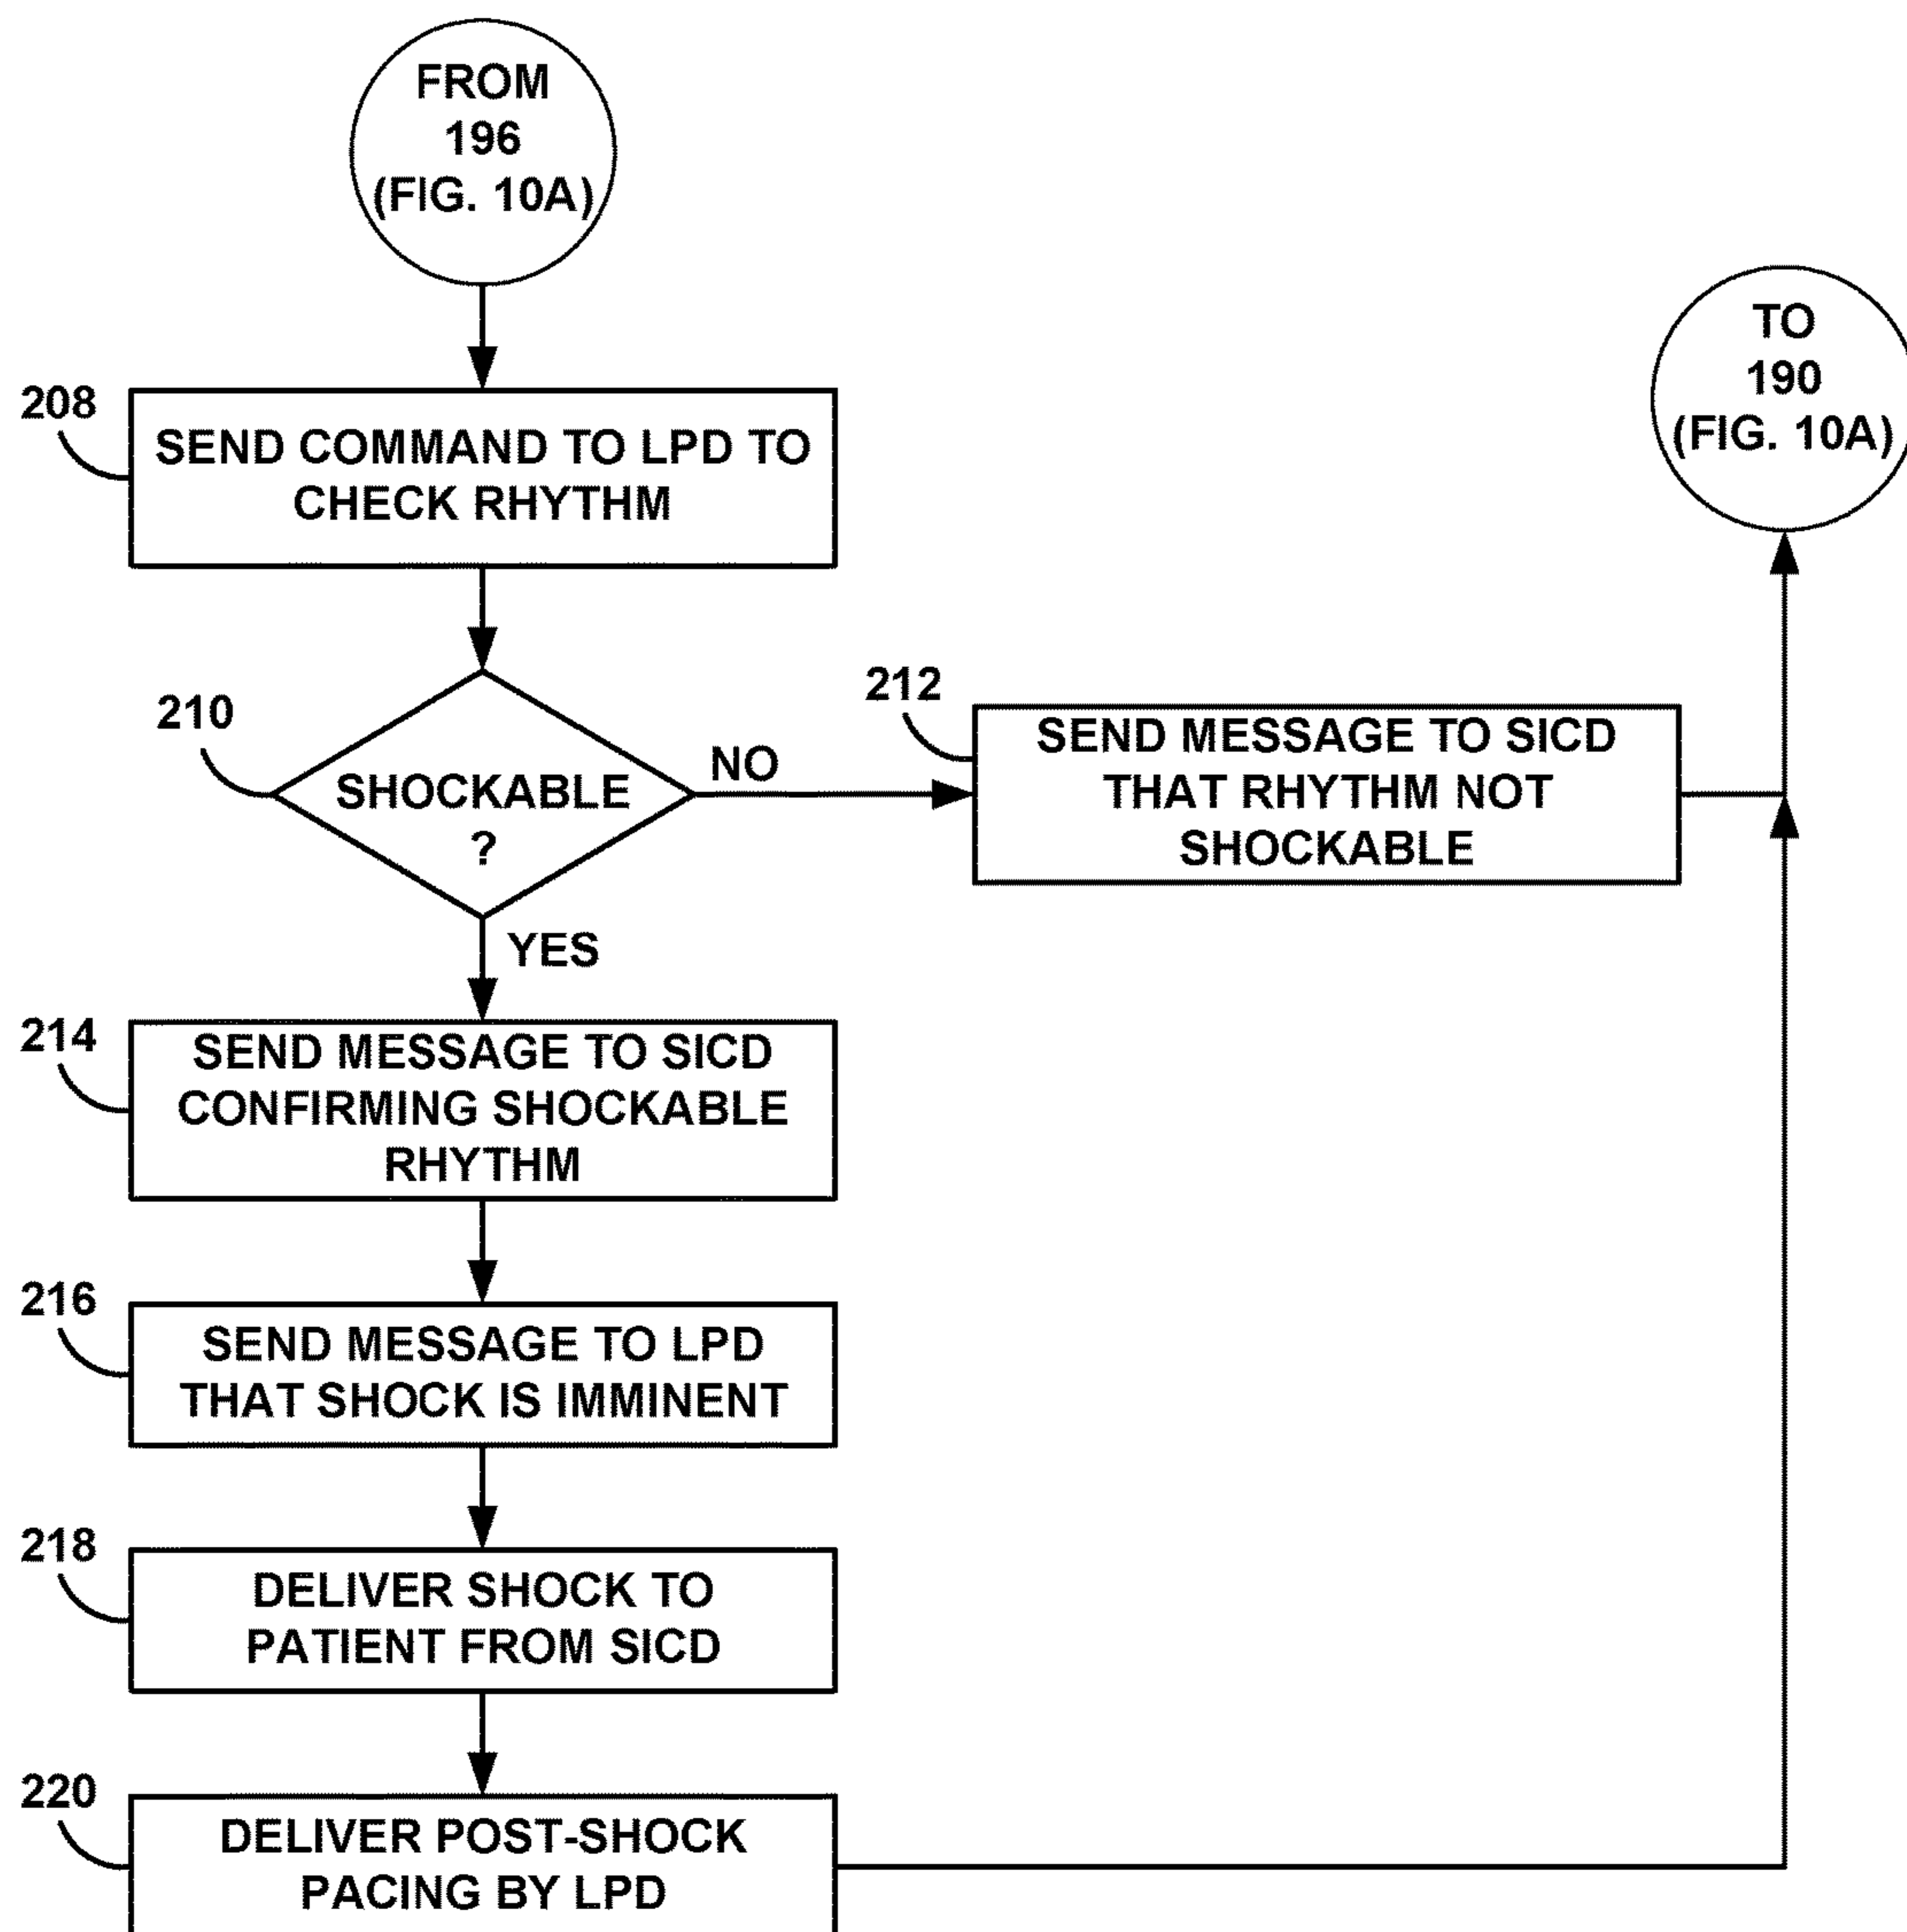 FROM
196
(FIG. 10A)
TO
190
(FIG. 10A)
208
SEND COMMAND TO LPD TO
CHECK RHYTHM
210
SHOCKABLE
?
NO
212
SEND MESSAGE TO SICD
THAT RHYTHM NOT
SHOCKABLE
YES
214
SEND MESSAGE TO SICD
CONFIRMING SHOCKABLE
RHYTHM
216
SEND MESSAGE TO LPD
THAT SHOCK IS IMMINENT
218
DELIVER SHOCK TO
PATIENT FROM SICD
220
DELIVER POST-SHOCK
PACING BY LPD